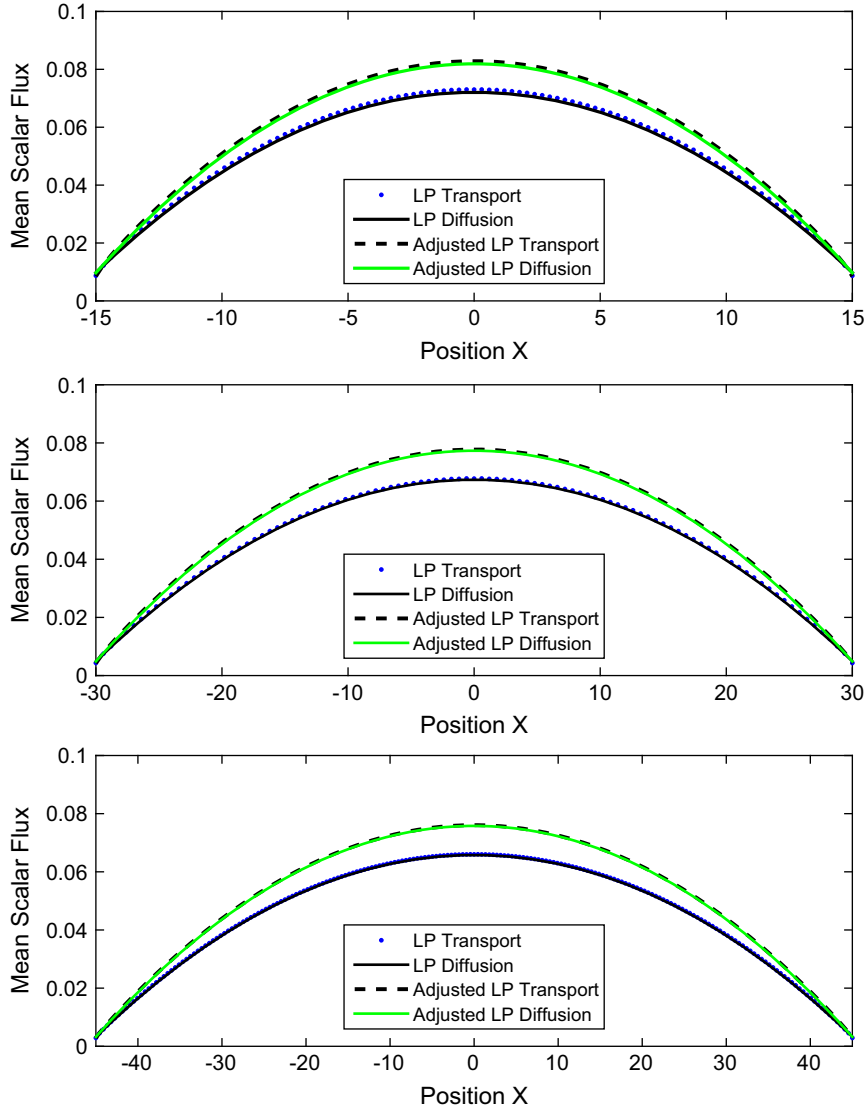 0.1
0.08
0.06
0.04
0.02
0
Mean Scalar Flux
LP Transport
LP Diffusion
Adjusted LP Transport
Adjusted LP Diffusion
-15 -10 -5 0 5 10 15
Position X
0.1
0.08
0.06
0.04
0.02
0
Mean Scalar Flux
LP Transport
LP Diffusion
Adjusted LP Transport
Adjusted LP Diffusion
-30 -20 -10 0 10 20 30
Position X
0.1
0.08
0.06
0.04
0.02
0
Mean Scalar Flux
LP Transport
LP Diffusion
Adjusted LP Transport
Adjusted LP Diffusion
-40 -30 -20 -10 0 10 20 30 40
Position X